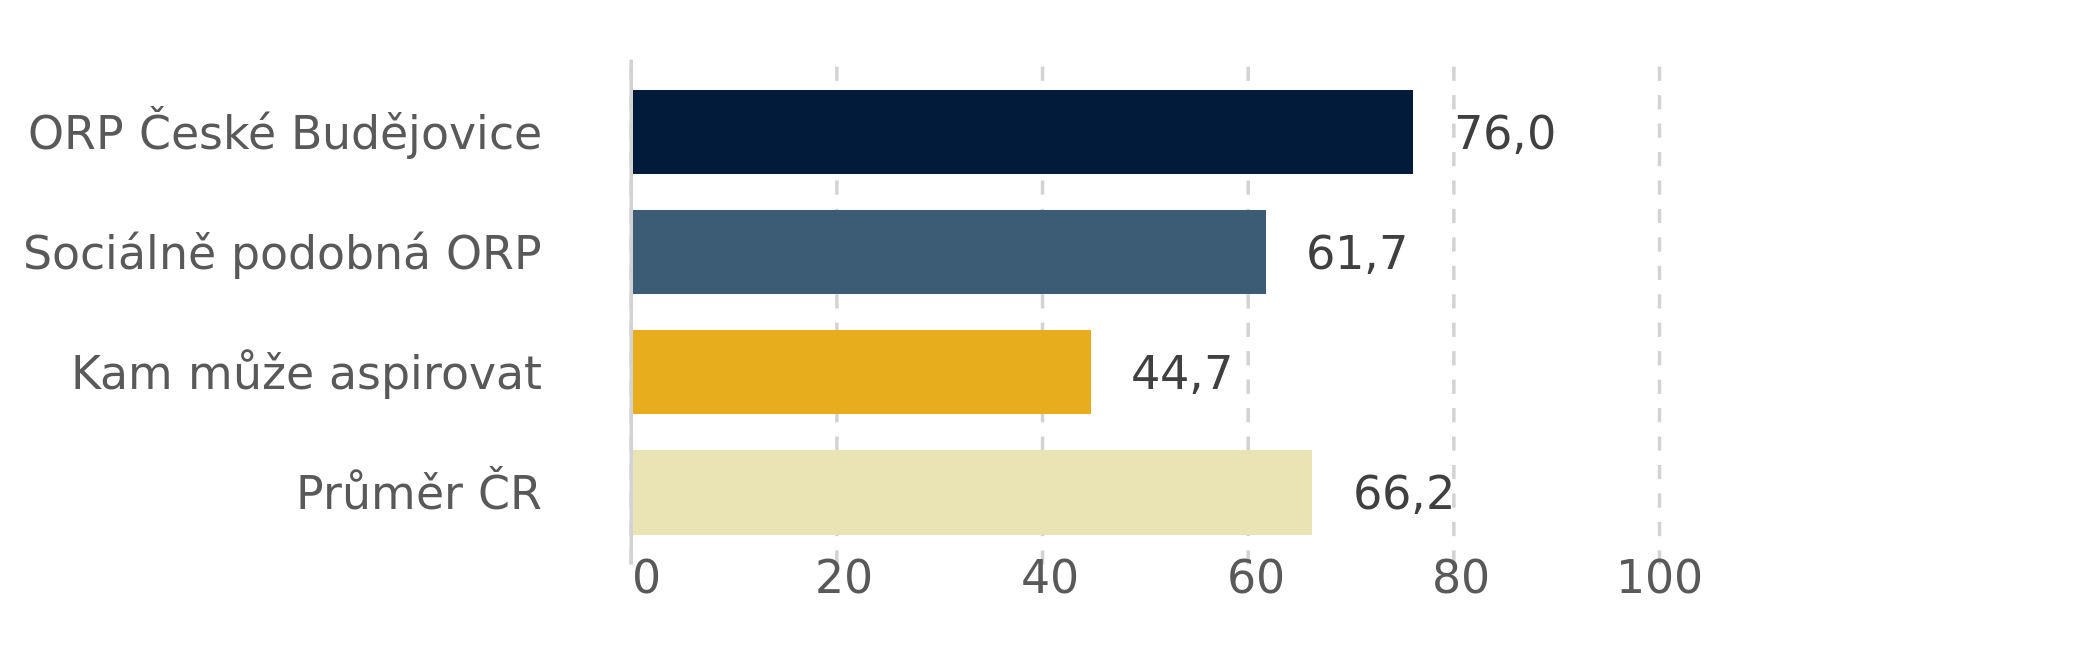 ORP České Budějovice 76,0
Sociálně podobná ORP 61,7
Kam může aspirovat 44,7
Průměr ČR 66,2
0 20 40 60 80 100